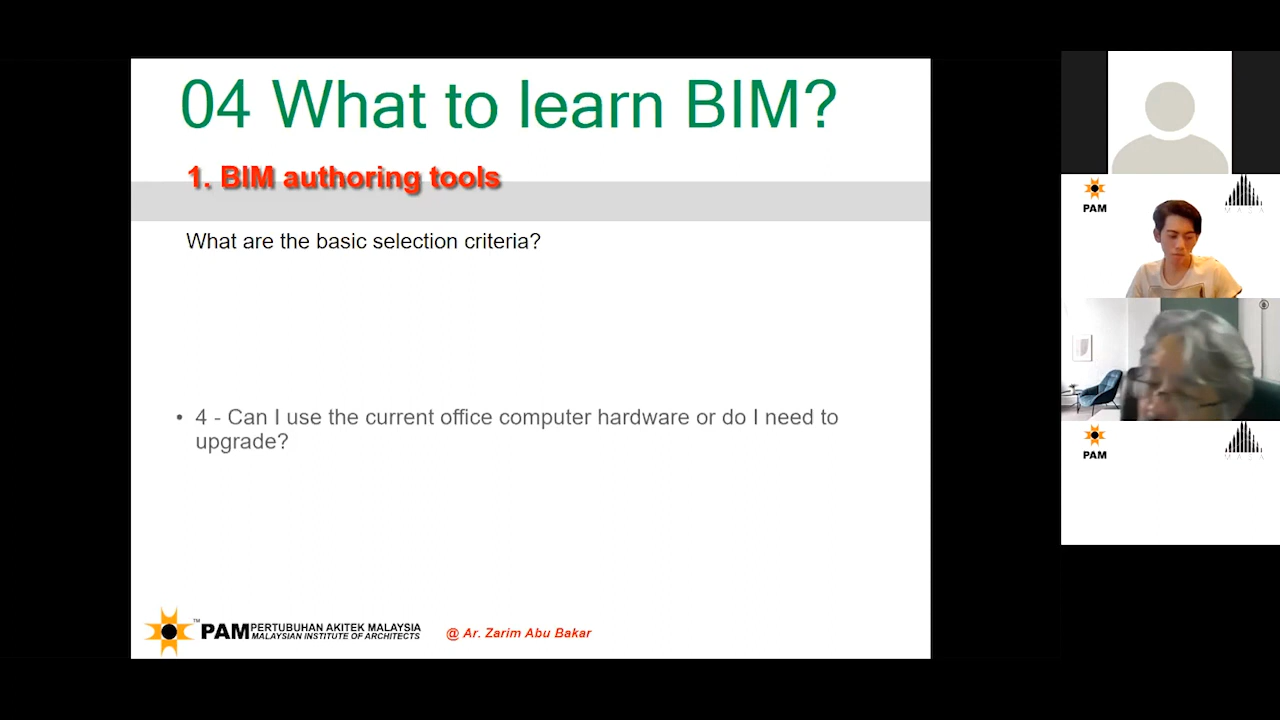 04 What to learn BIM?
1. BIM authoring tools
What are the basic selection criteria?
• 4 - Can I use the current office computer hardware or do I need to
upgrade?
PAM PERTUBUHAN AKITEK MALAYSIA
MALAYSIAN INSTITUTE OF ARCHITECTS
™
@ Ar. Zarim Abu Bakar
PAM
PAM